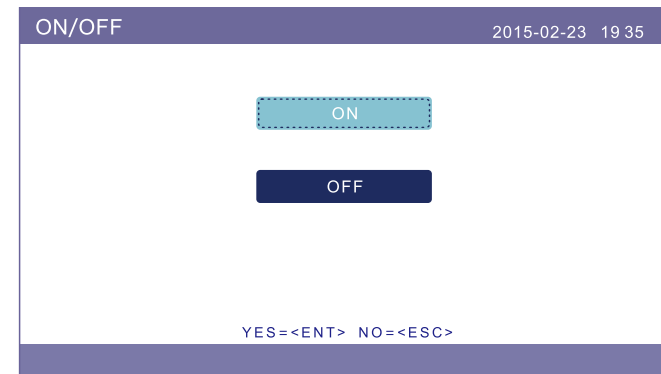 ON/OFF
2015-02-23 19 35
ON
OFF
YES=<ENT> NO=<ESC>